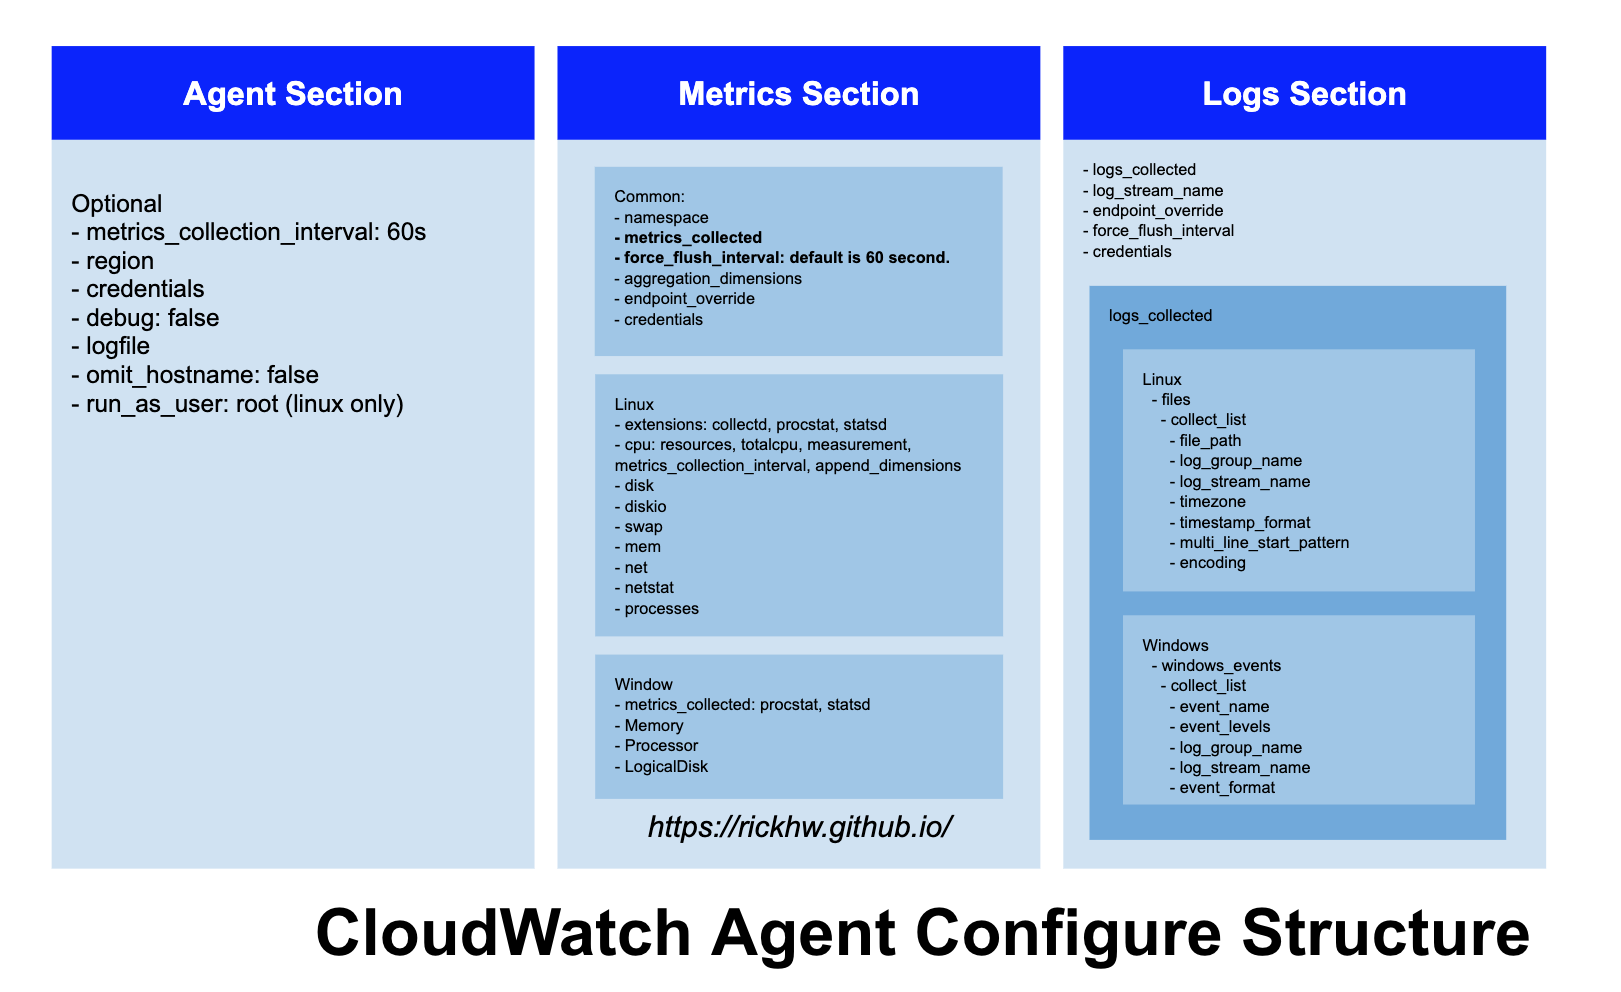 Agent Section
Optional
- metrics_collection_interval: 60s
- region
- credentials
- debug: false
- logfile
- omit_hostname: false
- run_as_user: root (linux only)
Metrics Section
Common:
- namespace
- metrics_collected
- force_flush_interval: default is 60 second.
- aggregation_dimensions
- endpoint_override
- credentials
Linux
- extensions: collectd, procstat, statsd
- cpu: resources, totalcpu, measurement,
metrics_collection_interval, append_dimensions
- disk
- diskio
- swap
- mem
- net
- netstat
- processes
Window
- metrics_collected: procstat, statsd
- Memory
- Processor
- LogicalDisk
https://rickhw.github.io/
Logs Section
- logs_collected
- log_stream_name
- endpoint_override
- force_flush_interval
- credentials
logs_collected
Linux
- files
- collect_list
- file_path
- log_group_name
- log_stream_name
- timezone
- timestamp_format
- multi_line_start_pattern
- encoding
Windows
- windows_events
- collect_list
- event_name
- event_levels
- log_group_name
- log_stream_name
- event_format
CloudWatch Agent Configure Structure